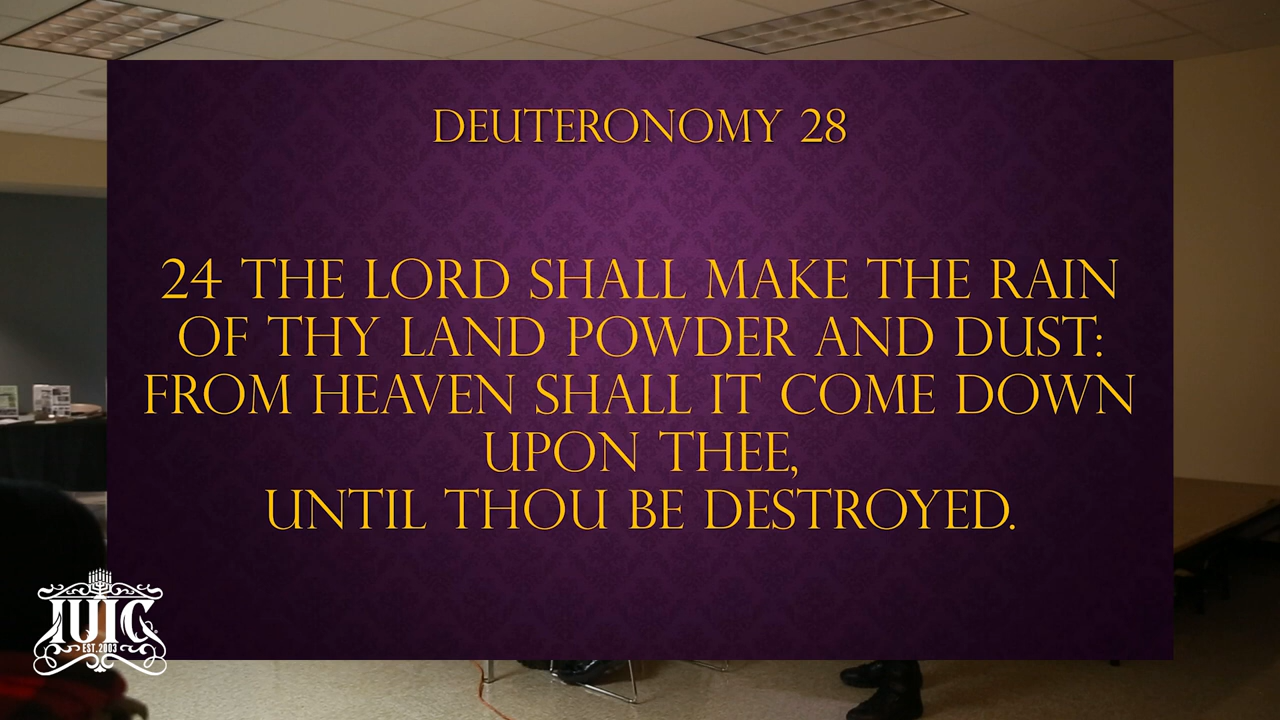 DEUTERONOMY 28
24 THE LORD SHALL MAKE THE RAIN
OF THY LAND POWDER AND DUST:
FROM HEAVEN SHALL IT COME DOWN
UPON THEE,
UNTIL THOU BE DESTROYED.
IUIC
EST. 2003